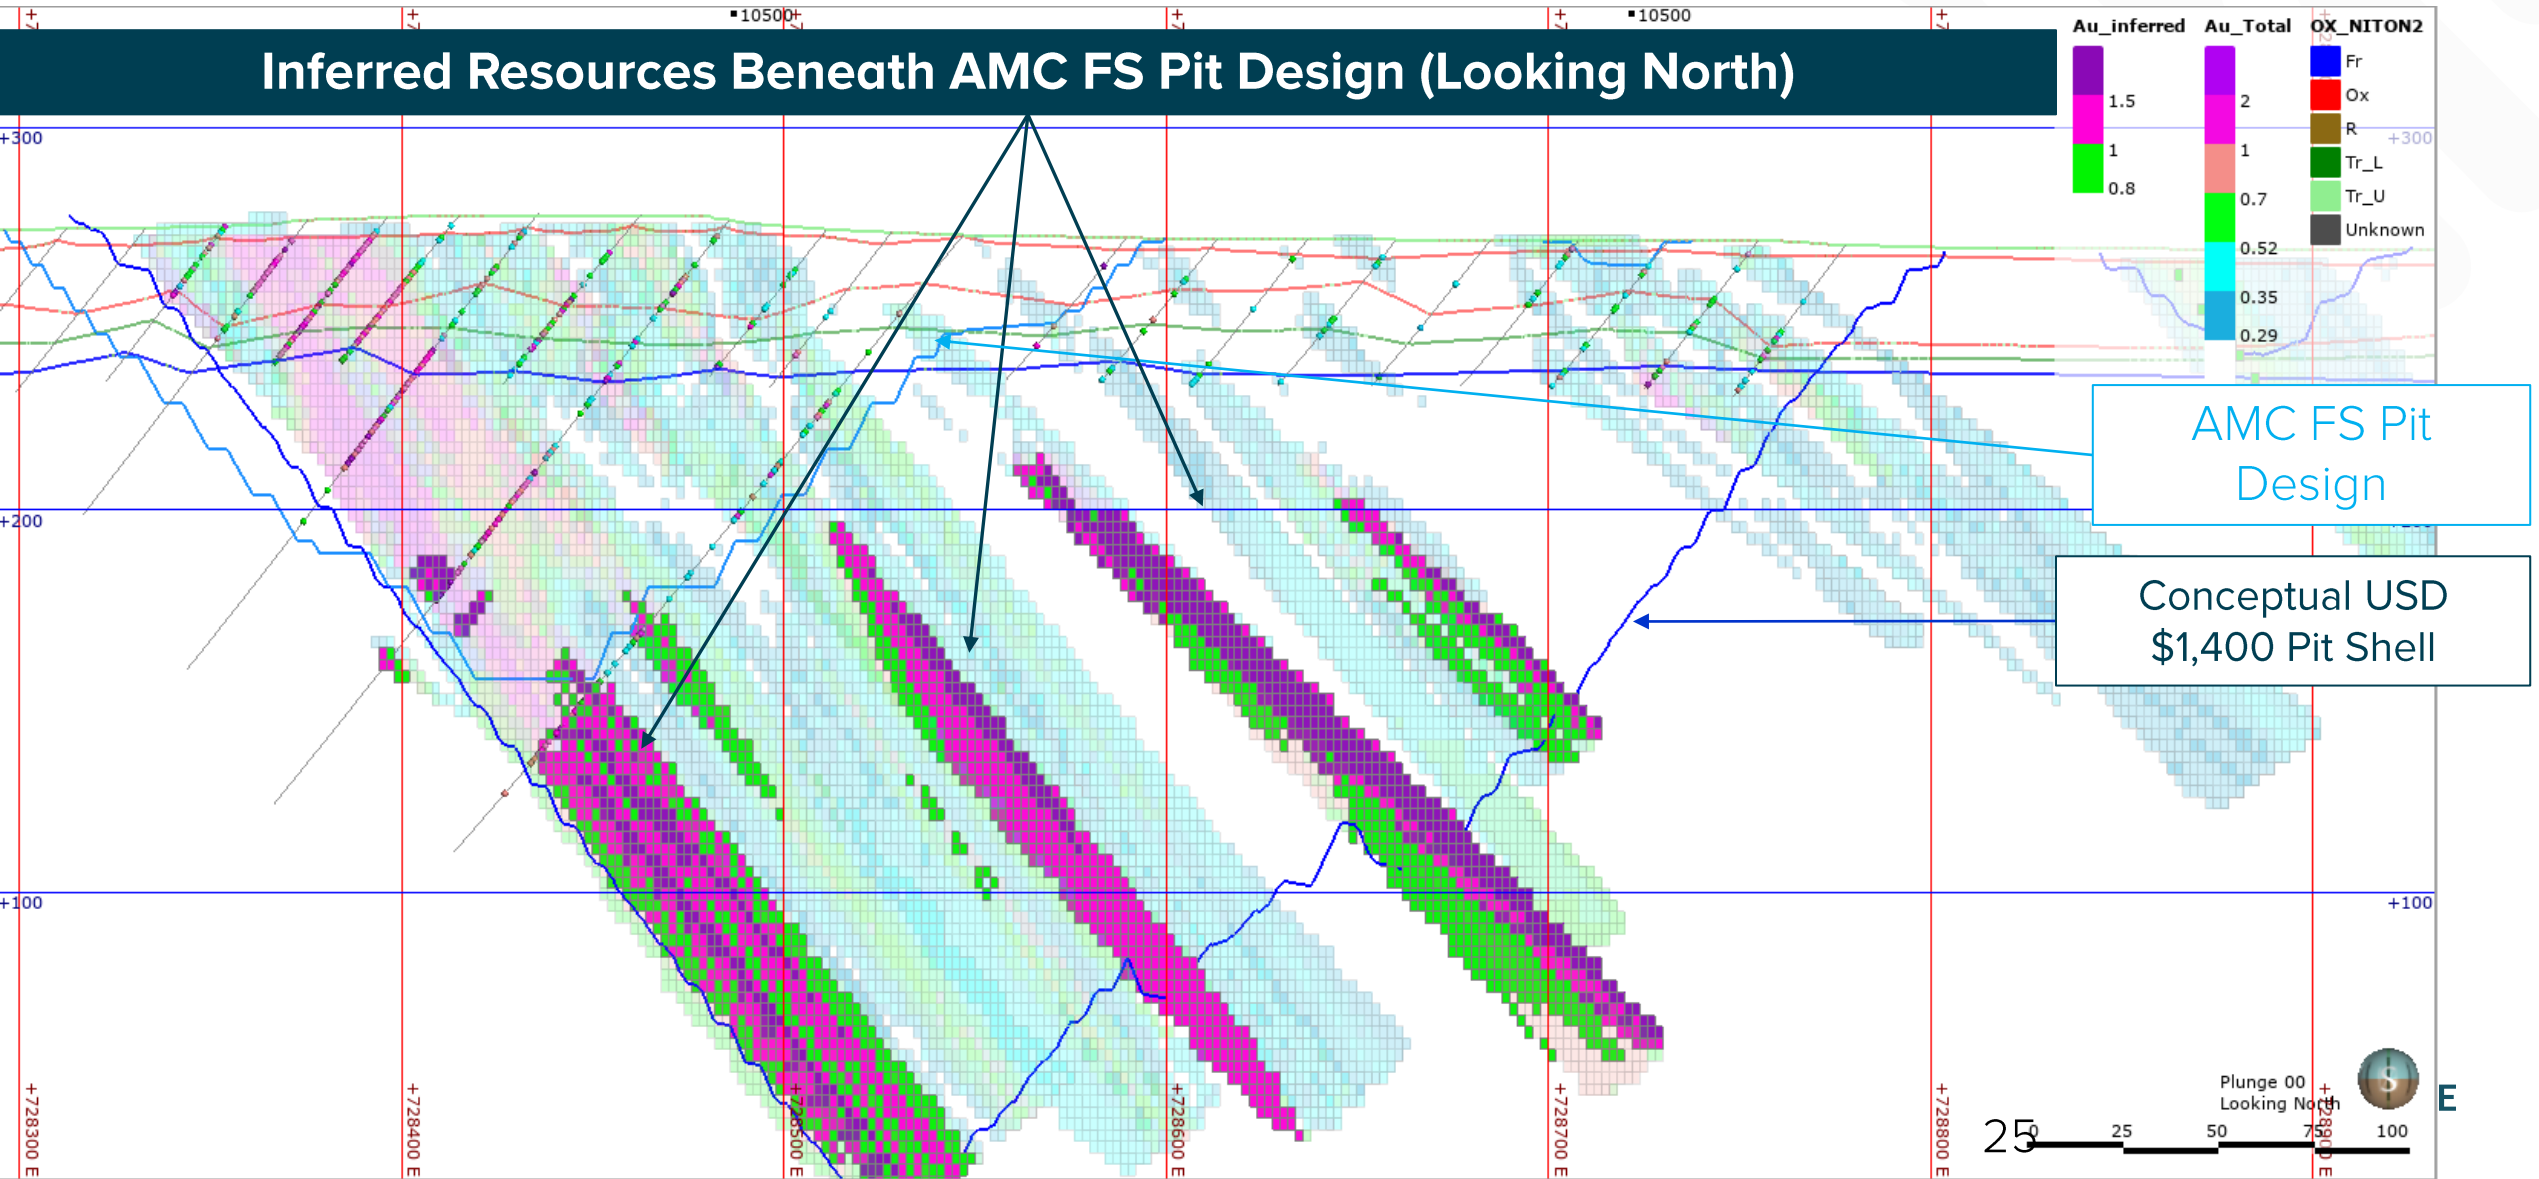 10500
10500
Au_inferred
Au_Total
OX_NITON2
Inferred Resources Beneath AMC FS Pit Design (Looking North)
1.5
1
0.8
2
1
0.7
0.52
0.35
0.29
Fr
Ox
R
Tr_L
Tr_U
Unknown
+300
+300
AMC FS Pit
Design
+200
Conceptual USD
$1,400 Pit Shell
+100
+100
+728300 E
+728400 E
+728500 E
+728600 E
+728700 E
+728800 E
+728900 E
Plunge 00
Looking North
S
E
25
0
25
50
75
100